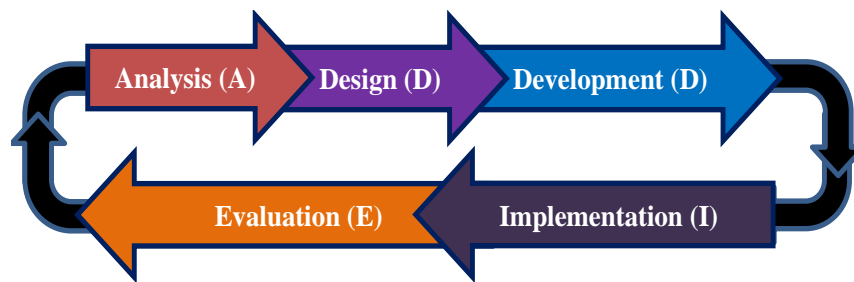 Analysis (A)
Design (D)
Development (D)
Evaluation (E)
Implementation (I)